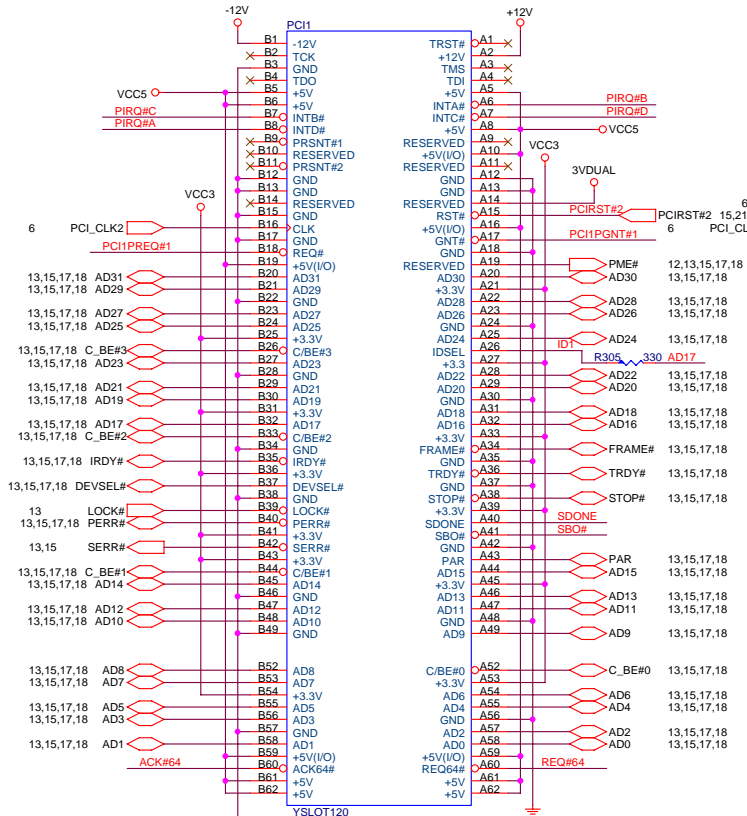 -12V +12V
PCI1
B1 -12V TRST# A1
B2 TCK +12V A2
B3 GND TMS A3
B4 TDO TDI A4
VCC5 B5 +5V +5V A5
B6 +5V INTA# A6 PIRQ#B
PIRQ#C B7 INTB# INTC# A7 PIRQ#D
PIRQ#A B8 INTD# +5V A8 VCC5
B9 PRSNT#1 RESERVED A9
B10 RESERVED +5V(I/O) A10 VCC3
B11 PRSNT#2 RESERVED A11
B12 GND GND A12 3VDUAL
VCC3 B13 GND GND A13
B14 RESERVED RESERVED A14 6
B15 GND RST# A15 PCIRST#2 PCIRST#2 15,21
6 PCI_CLK2 B16 CLK +5V(I/O) A16 6 PCI_CL
B17 GND GNT# A17 PCI1PGNT#1
PCI1PREQ#1 B18 REQ# GND A18
B19 +5V(I/O) RESERVED A19 PME# 12,13,15,17,18
13,15,17,18 AD31 B20 AD31 AD30 A20 AD30 13,15,17,18
13,15,17,18 AD29 B21 AD29 +3.3V A21
B22 GND AD28 A22 AD28 13,15,17,18
13,15,17,18 AD27 B23 AD27 AD26 A23 AD26 13,15,17,18
13,15,17,18 AD25 B24 AD25 GND A24
B25 +3.3V AD24 A25 AD24 13,15,17,18
13,15,17,18 C_BE#3 B26 C/BE#3 IDSEL A26 ID1
13,15,17,18 AD23 B27 AD23 +3.3 A27 R305 330 AD17
B28 GND AD22 A28 AD22 13,15,17,18
13,15,17,18 AD21 B29 AD21 AD20 A29 AD20 13,15,17,18
13,15,17,18 AD19 B30 AD19 GND A30
B31 +3.3V AD18 A31 AD18 13,15,17,18
13,15,17,18 AD17 B32 AD17 AD16 A32 AD16 13,15,17,18
13,15,17,18 C_BE#2 B33 C/BE#2 +3.3V A33
B34 GND FRAME# A34 FRAME# 13,15,17,18
13,15,17,18 IRDY# B35 IRDY# GND A35
B36 +3.3V TRDY# A36 TRDY# 13,15,17,18
13,15,17,18 DEVSEL# B37 DEVSEL# GND A37
B38 GND STOP# A38 STOP# 13,15,17,18
13 LOCK# B39 LOCK# +3.3V A39
13,15,17,18 PERR# B40 PERR# SDONE A40 SDONE
B41 +3.3V SBO# A41 SBO#
13,15 SERR# B42 SERR# GND A42
B43 +3.3V PAR A43 PAR 13,15,17,18
13,15,17,18 C_BE#1 B44 C/BE#1 AD15 A44 AD15 13,15,17,18
13,15,17,18 AD14 B45 AD14 +3.3V A45
B46 GND AD13 A46 AD13 13,15,17,18
13,15,17,18 AD12 B47 AD12 AD11 A47 AD11 13,15,17,18
13,15,17,18 AD10 B48 AD10 GND A48
B49 GND AD9 A49 AD9 13,15,17,18
13,15,17,18 AD8 B52 AD8 C/BE#0 A52 C_BE#0 13,15,17,18
13,15,17,18 AD7 B53 AD7 +3.3V A53
B54 +3.3V AD6 A54 AD6 13,15,17,18
13,15,17,18 AD5 B55 AD5 AD4 A55 AD4 13,15,17,18
13,15,17,18 AD3 B56 AD3 GND A56
B57 GND AD2 A57 AD2 13,15,17,18
13,15,17,18 AD1 B58 AD1 AD0 A58 AD0 13,15,17,18
B59 +5V(I/O) +5V(I/O) A59
ACK#64 B60 ACK64# REQ64# A60 REQ#64
B61 +5V +5V A61
B62 +5V +5V A62
YSLOT120